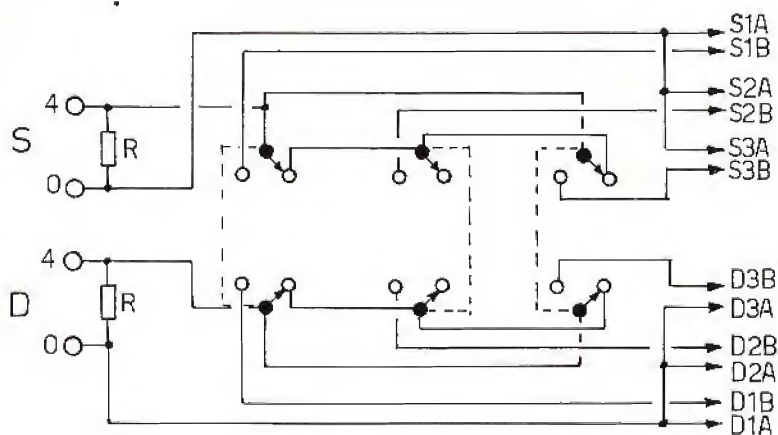 S1A
S1B
4
S2A
S2B
S
R
S3A
0
S3B
4
D3B
D
R
D3A
0
D2B
D2A
D1B
D1A